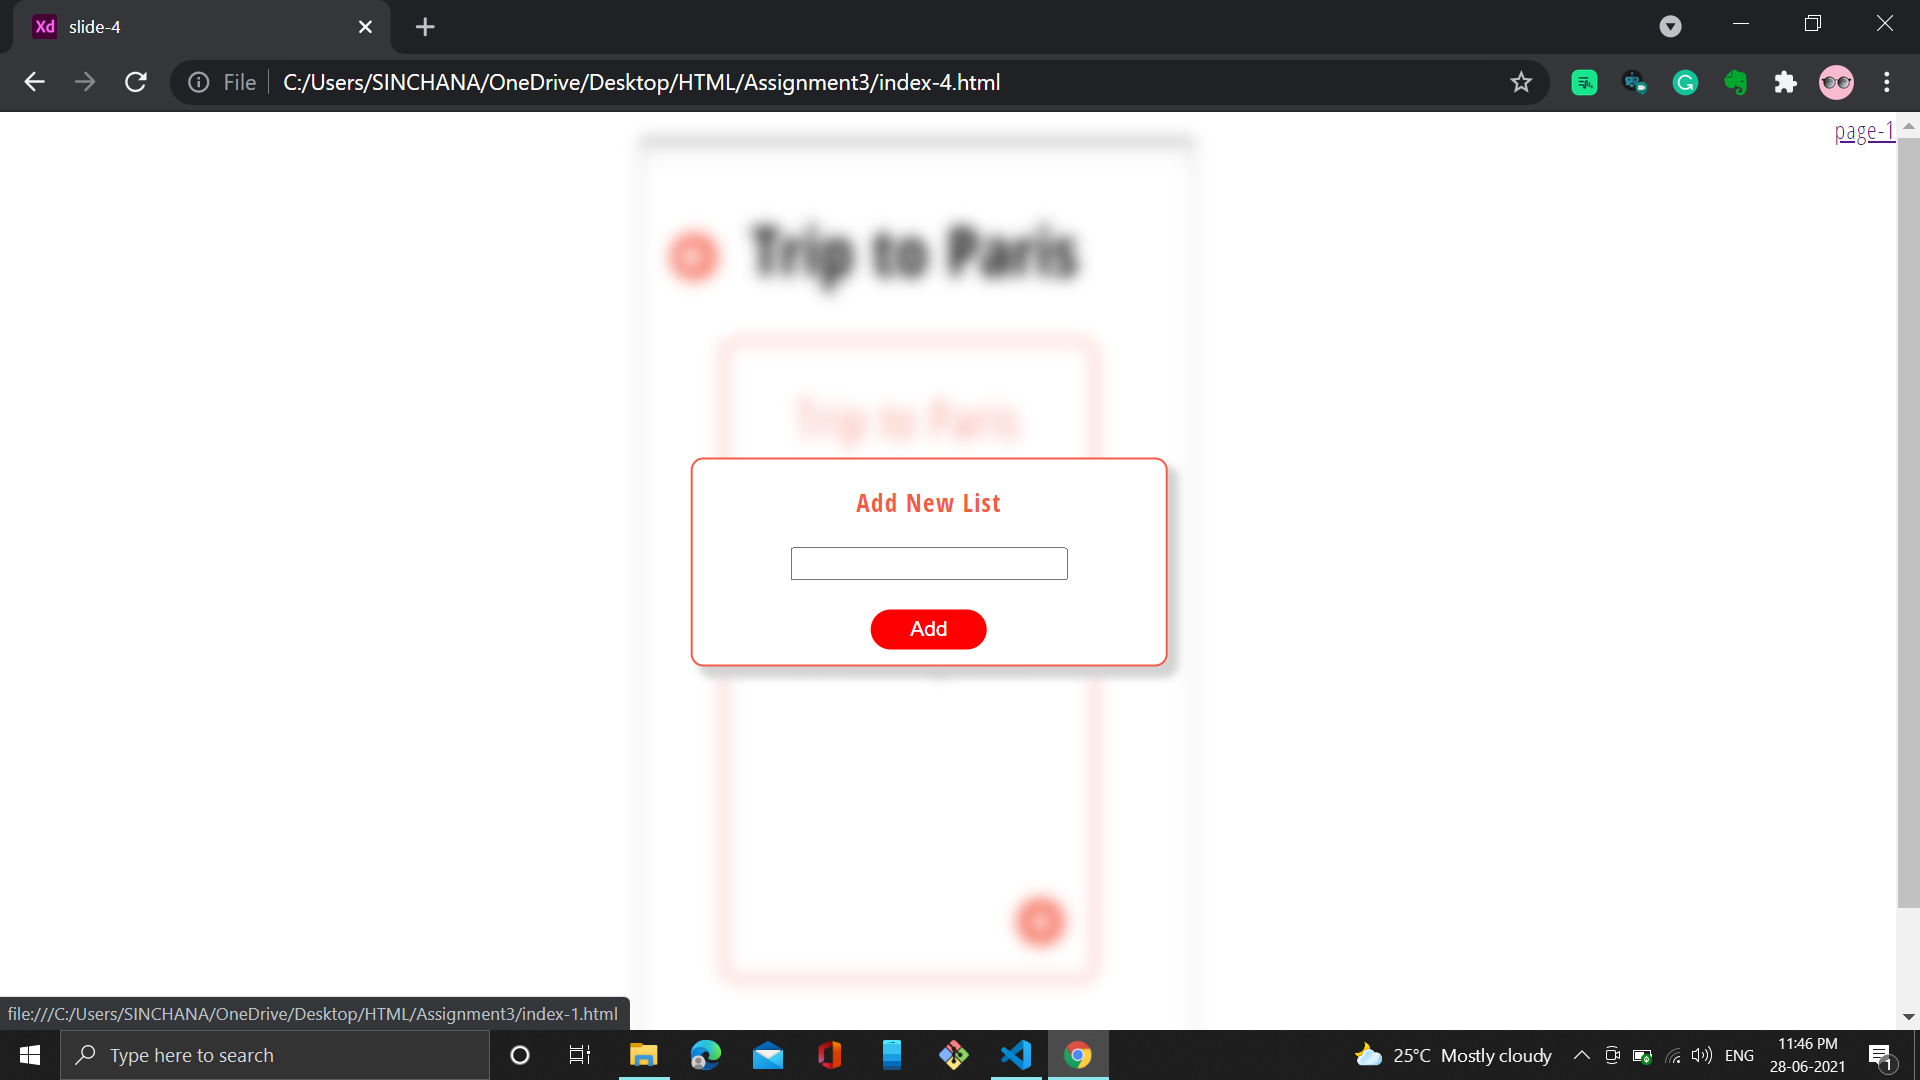 Xd slide-4
File C:/Users/SINCHANA/OneDrive/Desktop/HTML/Assignment3/index-4.html
page-1
Trip to Paris
Trip to Paris
Add New List
Add
file:///C:/Users/SINCHANA/OneDrive/Desktop/HTML/Assignment3/index-1.html
Type here to search
25°C Mostly cloudy
ENG
11:46 PM
28-06-2021
1